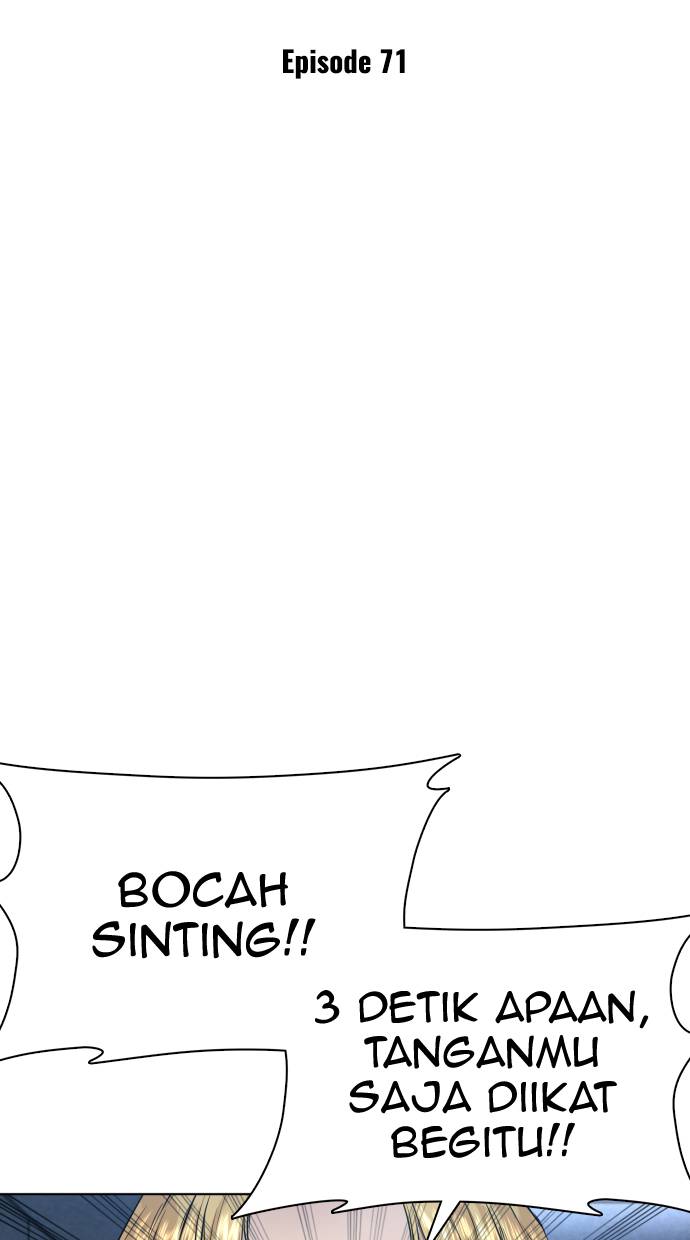 Episode 71
BOCAH
SINTING!!
3 DETIK APAAN,
TANGANMU
SAJA DIIKAT
BEGITU!!